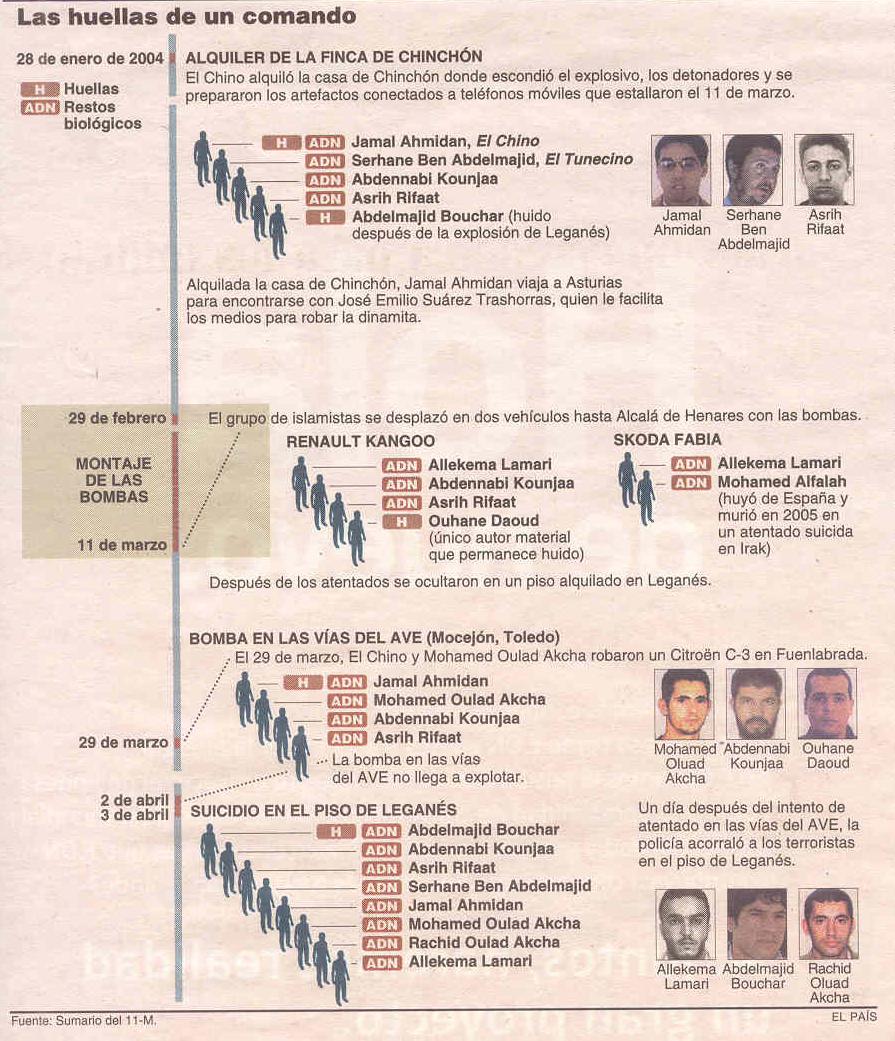 Las huellas de un comando
28 de enero de 2004
H Huellas
ADN Restos
biológicos
ALQUILER DE LA FINCA DE CHINCHÓN
El Chino alquiló la casa de Chinchón donde escondió el explosivo, los detonadores y se
prepararon los artefactos conectados a teléfonos móviles que estallaron el 11 de marzo.
H ADN Jamal Ahmidan, El Chino
ADN Serhane Ben Abdelmajid, El Tunecino
ADN Abdennabi Kounjaa
ADN Asrih Rifaat
H Abdelmajid Bouchar (huido
después de la explosión de Leganés)
Jamal
Ahmidan
Serhane
Ben
Abdelmajid
Asrih
Rifaat
Alquilada la casa de Chinchón, Jamal Ahmidan viaja a Asturias
para encontrarse con José Emilio Suárez Trashorras, quien le facilita
los medios para robar la dinamita.
29 de febrero
MONTAJE
DE LAS
BOMBAS
11 de marzo
El grupo de islamistas se desplazó en dos vehículos hasta Alcalá de Henares con las bombas.
RENAULT KANGOO
ADN Allekema Lamari
ADN Abdennabi Kounjaa
ADN Asrih Rifaat
H Ouhane Daoud
(único autor material
que permanece huido)
SKODA FABIA
ADN Allekema Lamari
ADN Mohamed Alfalah
(huyó de España y
murió en 2005 en
un atentado suicida
en Irak)
Después de los atentados se ocultaron en un piso alquilado en Leganés.
BOMBA EN LAS VÍAS DEL AVE (Mocejón, Toledo)
El 29 de marzo, El Chino y Mohamed Oulad Akcha robaron un Citroën C-3 en Fuenlabrada.
29 de marzo
H ADN Jamal Ahmidan
ADN Mohamed Oulad Akcha
ADN Abdennabi Kounjaa
ADN Asrih Rifaat
La bomba en las vías
del AVE no llega a explotar.
Mohamed
Oluad
Akcha
Abdennabi
Kounjaa
Ouhane
Daoud
2 de abril
3 de abril
SUICIDIO EN EL PISO DE LEGANÉS
H ADN Abdelmajid Bouchar
ADN Abdennabi Kounjaa
ADN Asrih Rifaat
ADN Serhane Ben Abdelmajid
ADN Jamal Ahmidan
ADN Mohamed Oulad Akcha
ADN Rachid Oulad Akcha
ADN Allekema Lamari
Un día después del intento de
atentado en las vías del AVE, la
policía acorraló a los terroristas
en el piso de Leganés.
Allekema
Lamari
Abdelmajid
Bouchar
Rachid
Oluad
Akcha
Fuente: Sumario del 11-M.
EL PAÍS